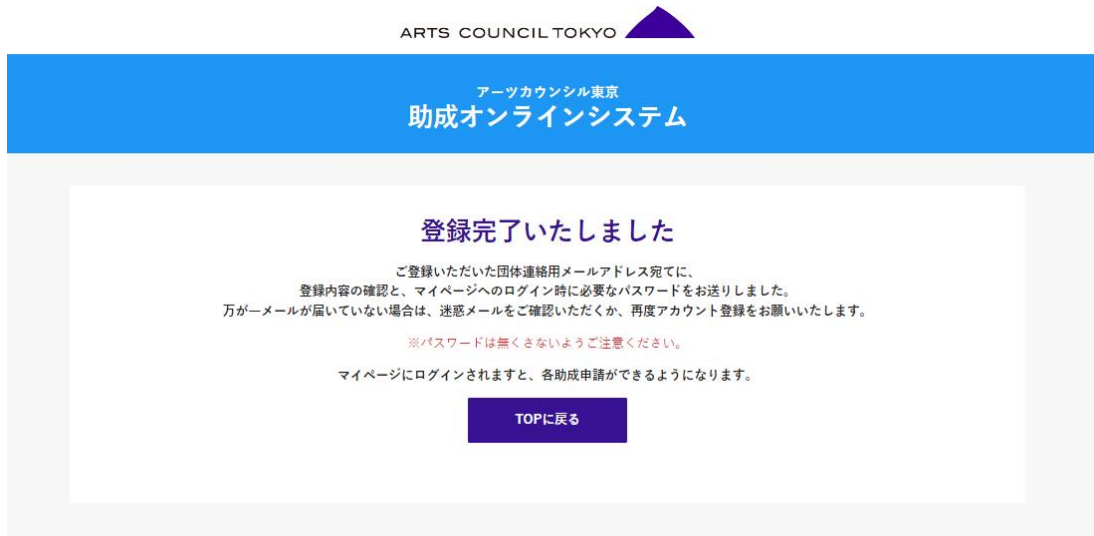 ARTS COUNCIL TOKYO
アーツカウンシル東京
助成オンラインシステム
登録完了いたしました
ご登録いただいた団体連絡用メールアドレス宛てに、
登録内容の確認と、マイページへのログイン時に必要なパスワードをお送りしました。
万が一メールが届いていない場合は、迷惑メールをご確認いただくか、再度アカウント登録をお願いいたします。
※パスワードは無くさないようご注意ください。
マイページにログインされますと、各助成申請ができるようになります。
TOPに戻る